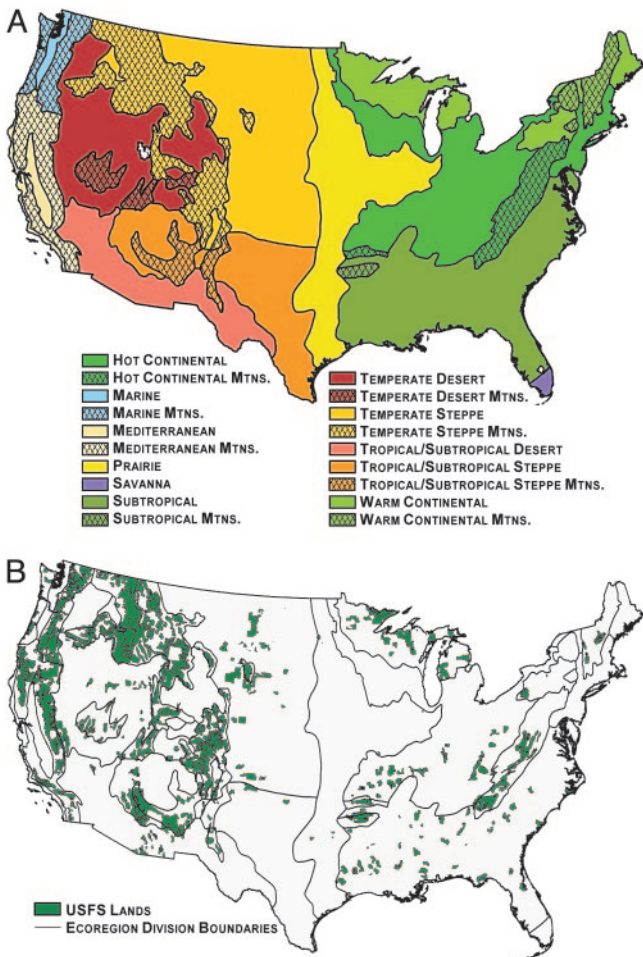 A
HOT CONTINENTAL
HOT CONTINENTAL MTNS.
MARINE
MARINE MTNS.
MEDITERRANEAN
MEDITERRANEAN MTNS.
PRAIRIE
SAVANNA
SUBTROPICAL
SUBTROPICAL MTNS.
TEMPERATE DESERT
TEMPERATE DESERT MTNS.
TEMPERATE STEPPE
TEMPERATE STEPPE MTNS.
TROPICAL/SUBTROPICAL DESERT
TROPICAL/SUBTROPICAL STEPPE
TROPICAL/SUBTROPICAL STEPPE MTNS.
WARM CONTINENTAL
WARM CONTINENTAL MTNS.
B
USFS LANDS
ECOREGION DIVISION BOUNDARIES